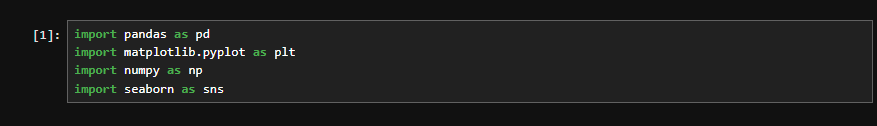 [1]: import pandas as pd
import matplotlib.pyplot as plt
import numpy as np
import seaborn as sns